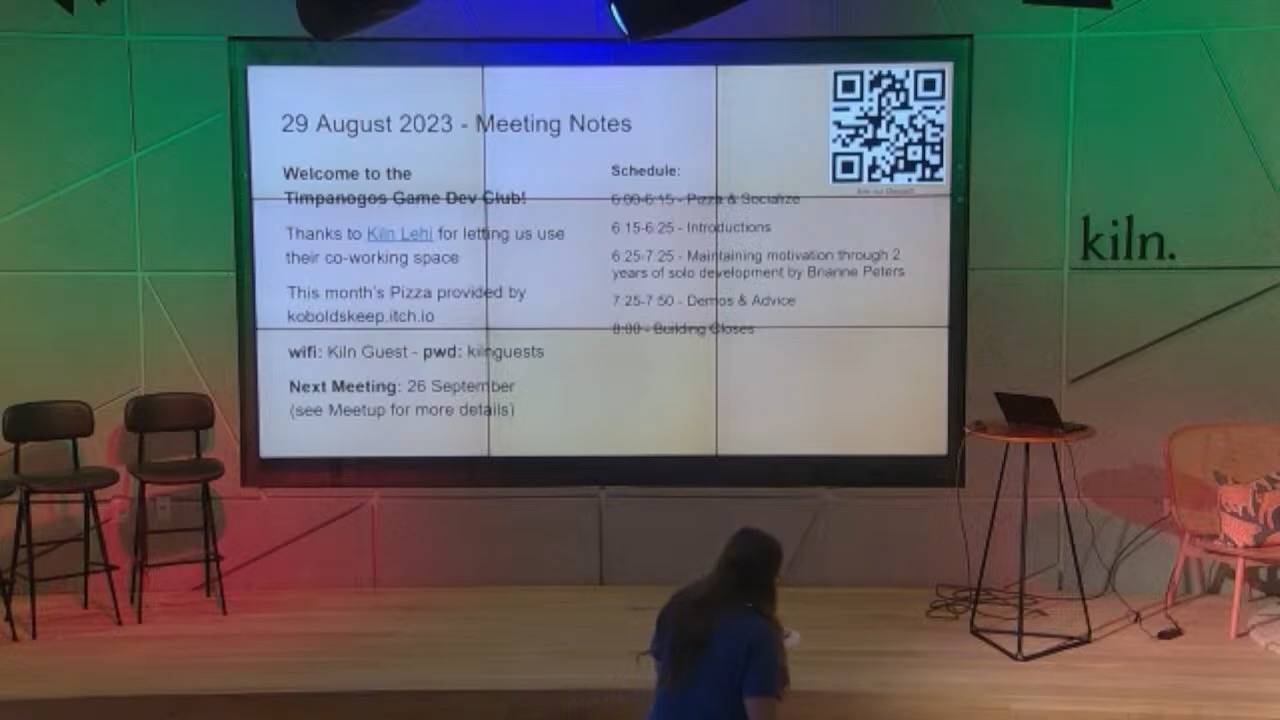 29 August 2023 - Meeting Notes
Welcome to the
Timpanogos Game Dev Club!
Thanks to Kiln Lehi for letting us use
their co-working space
This month's Pizza provided by
koboldskeep.itch.io
wifi: Kiln Guest - pwd: kilnguests
Next Meeting: 26 September
(see Meetup for more details)
Schedule:
6:00-6:15 - Pizza & Socialize
6:15-6:25 - Introductions
6:25-7:25 - Maintaining motivation through 2
years of solo development by Brianne Peters
7:25-7:50 - Demos & Advice
8:00 - Building Closes
Join our Discord!
kiln.